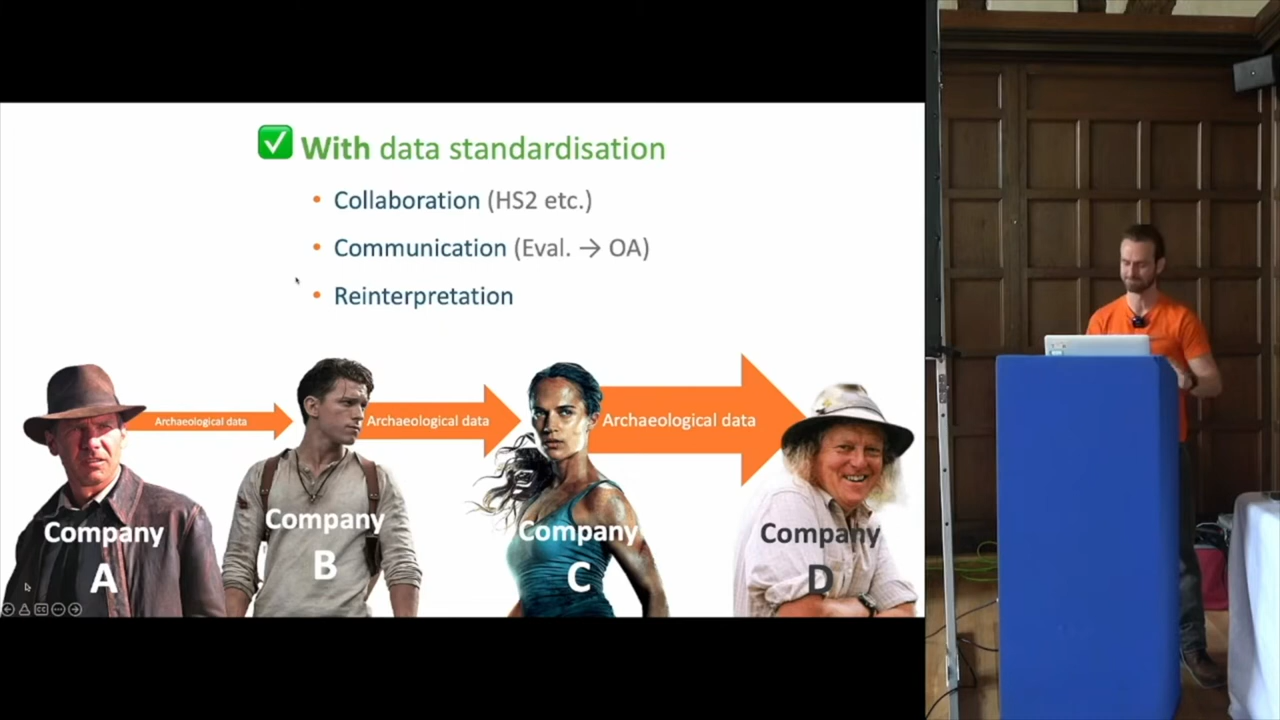 ✅ With data standardisation
• Collaboration (HS2 etc.)
• Communication (Eval. → OA)
• Reinterpretation
Archaeological data
Archaeological data
Archaeological data
Company
A
Company
B
Company
C
Company
D
CC